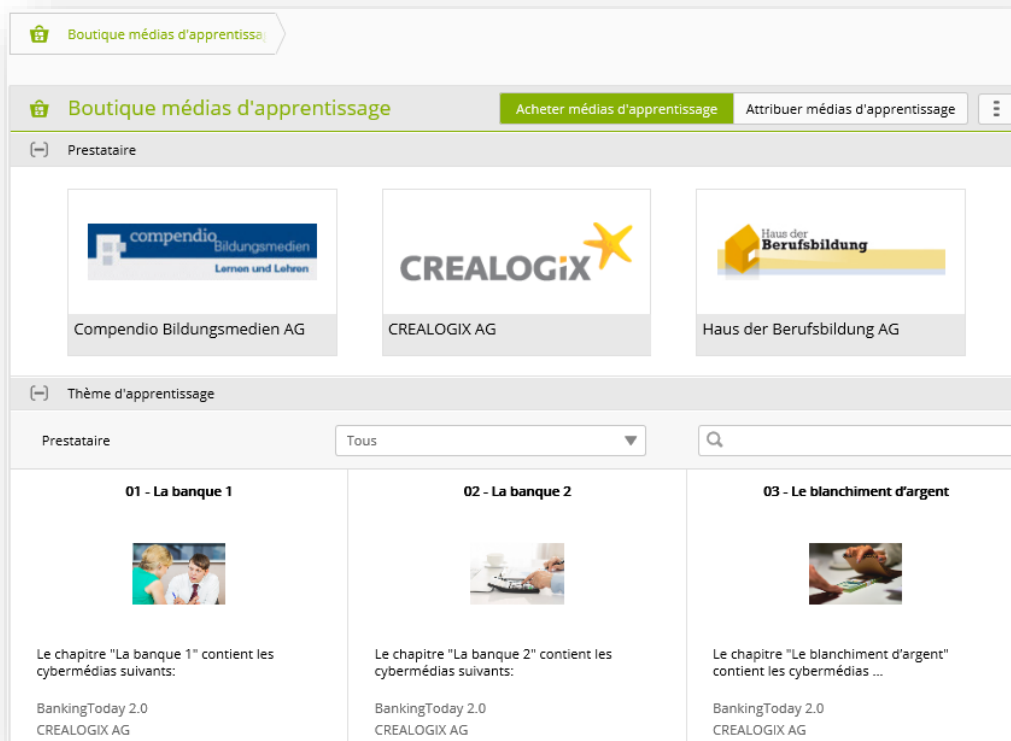 Boutique médias d'apprentissa
Boutique médias d'apprentissage
Acheter médias d'apprentissage
Attribuer médias d'apprentissage
Prestataire
compendio
Bildungsmedien
Lernen und Lehren
CREALOGiX
Haus der
Berufsbildung
Compendio Bildungsmedien AG
CREALOGIX AG
Haus der Berufsbildung AG
Thème d'apprentissage
Prestataire
Tous
01 - La banque 1
02 - La banque 2
03 - Le blanchiment d’argent
Le chapitre "La banque 1" contient les
cybermédias suivants:
BankingToday 2.0
CREALOGIX AG
Le chapitre "La banque 2" contient les
cybermédias suivants:
BankingToday 2.0
CREALOGIX AG
Le chapitre "Le blanchiment d’argent"
contient les cybermédias ...
BankingToday 2.0
CREALOGIX AG